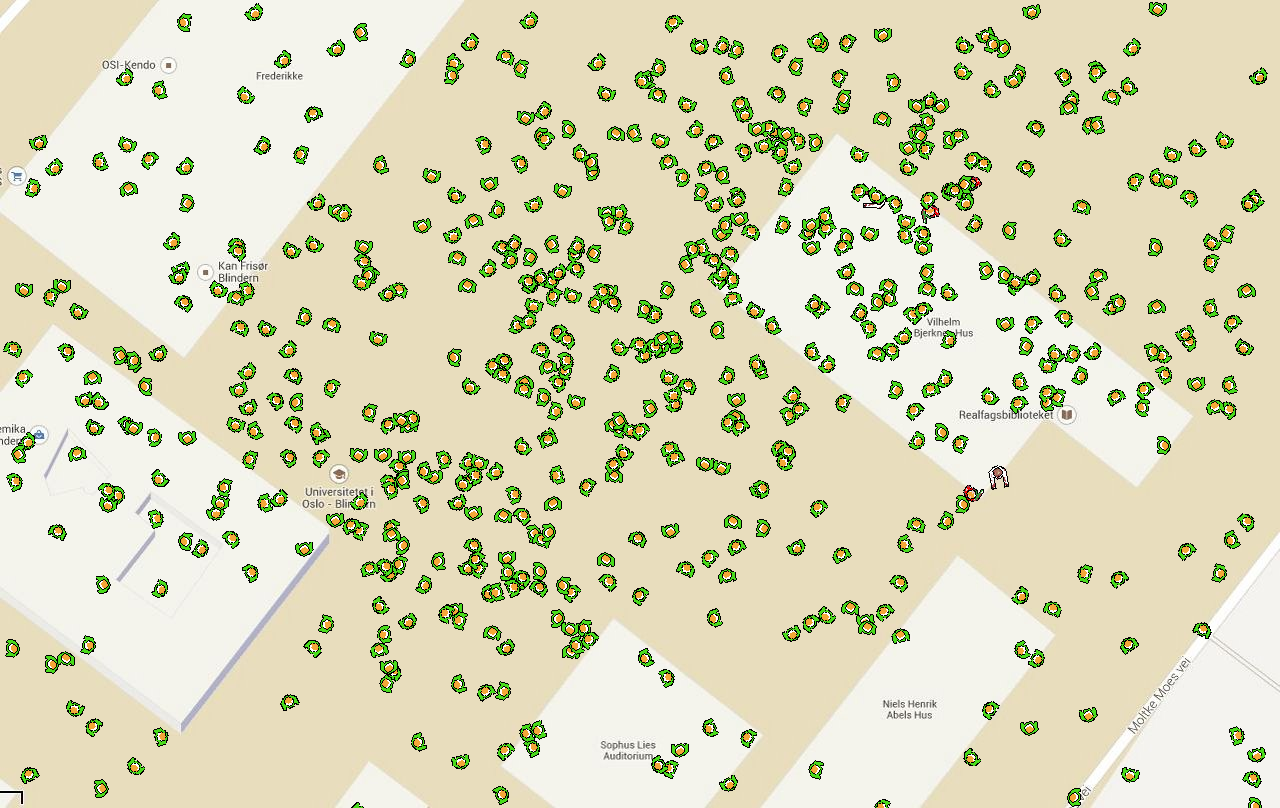 OSI-Kendo
Frederikke
Kan Frisør
Blindern
Vilhelm
Bjerknes Hus
Realfagsbiblioteket
Universitetet i
Oslo - Blindern
Niels Henrik
Abels Hus
Sophus Lies
Auditorium
Moltke Moes vei
vei